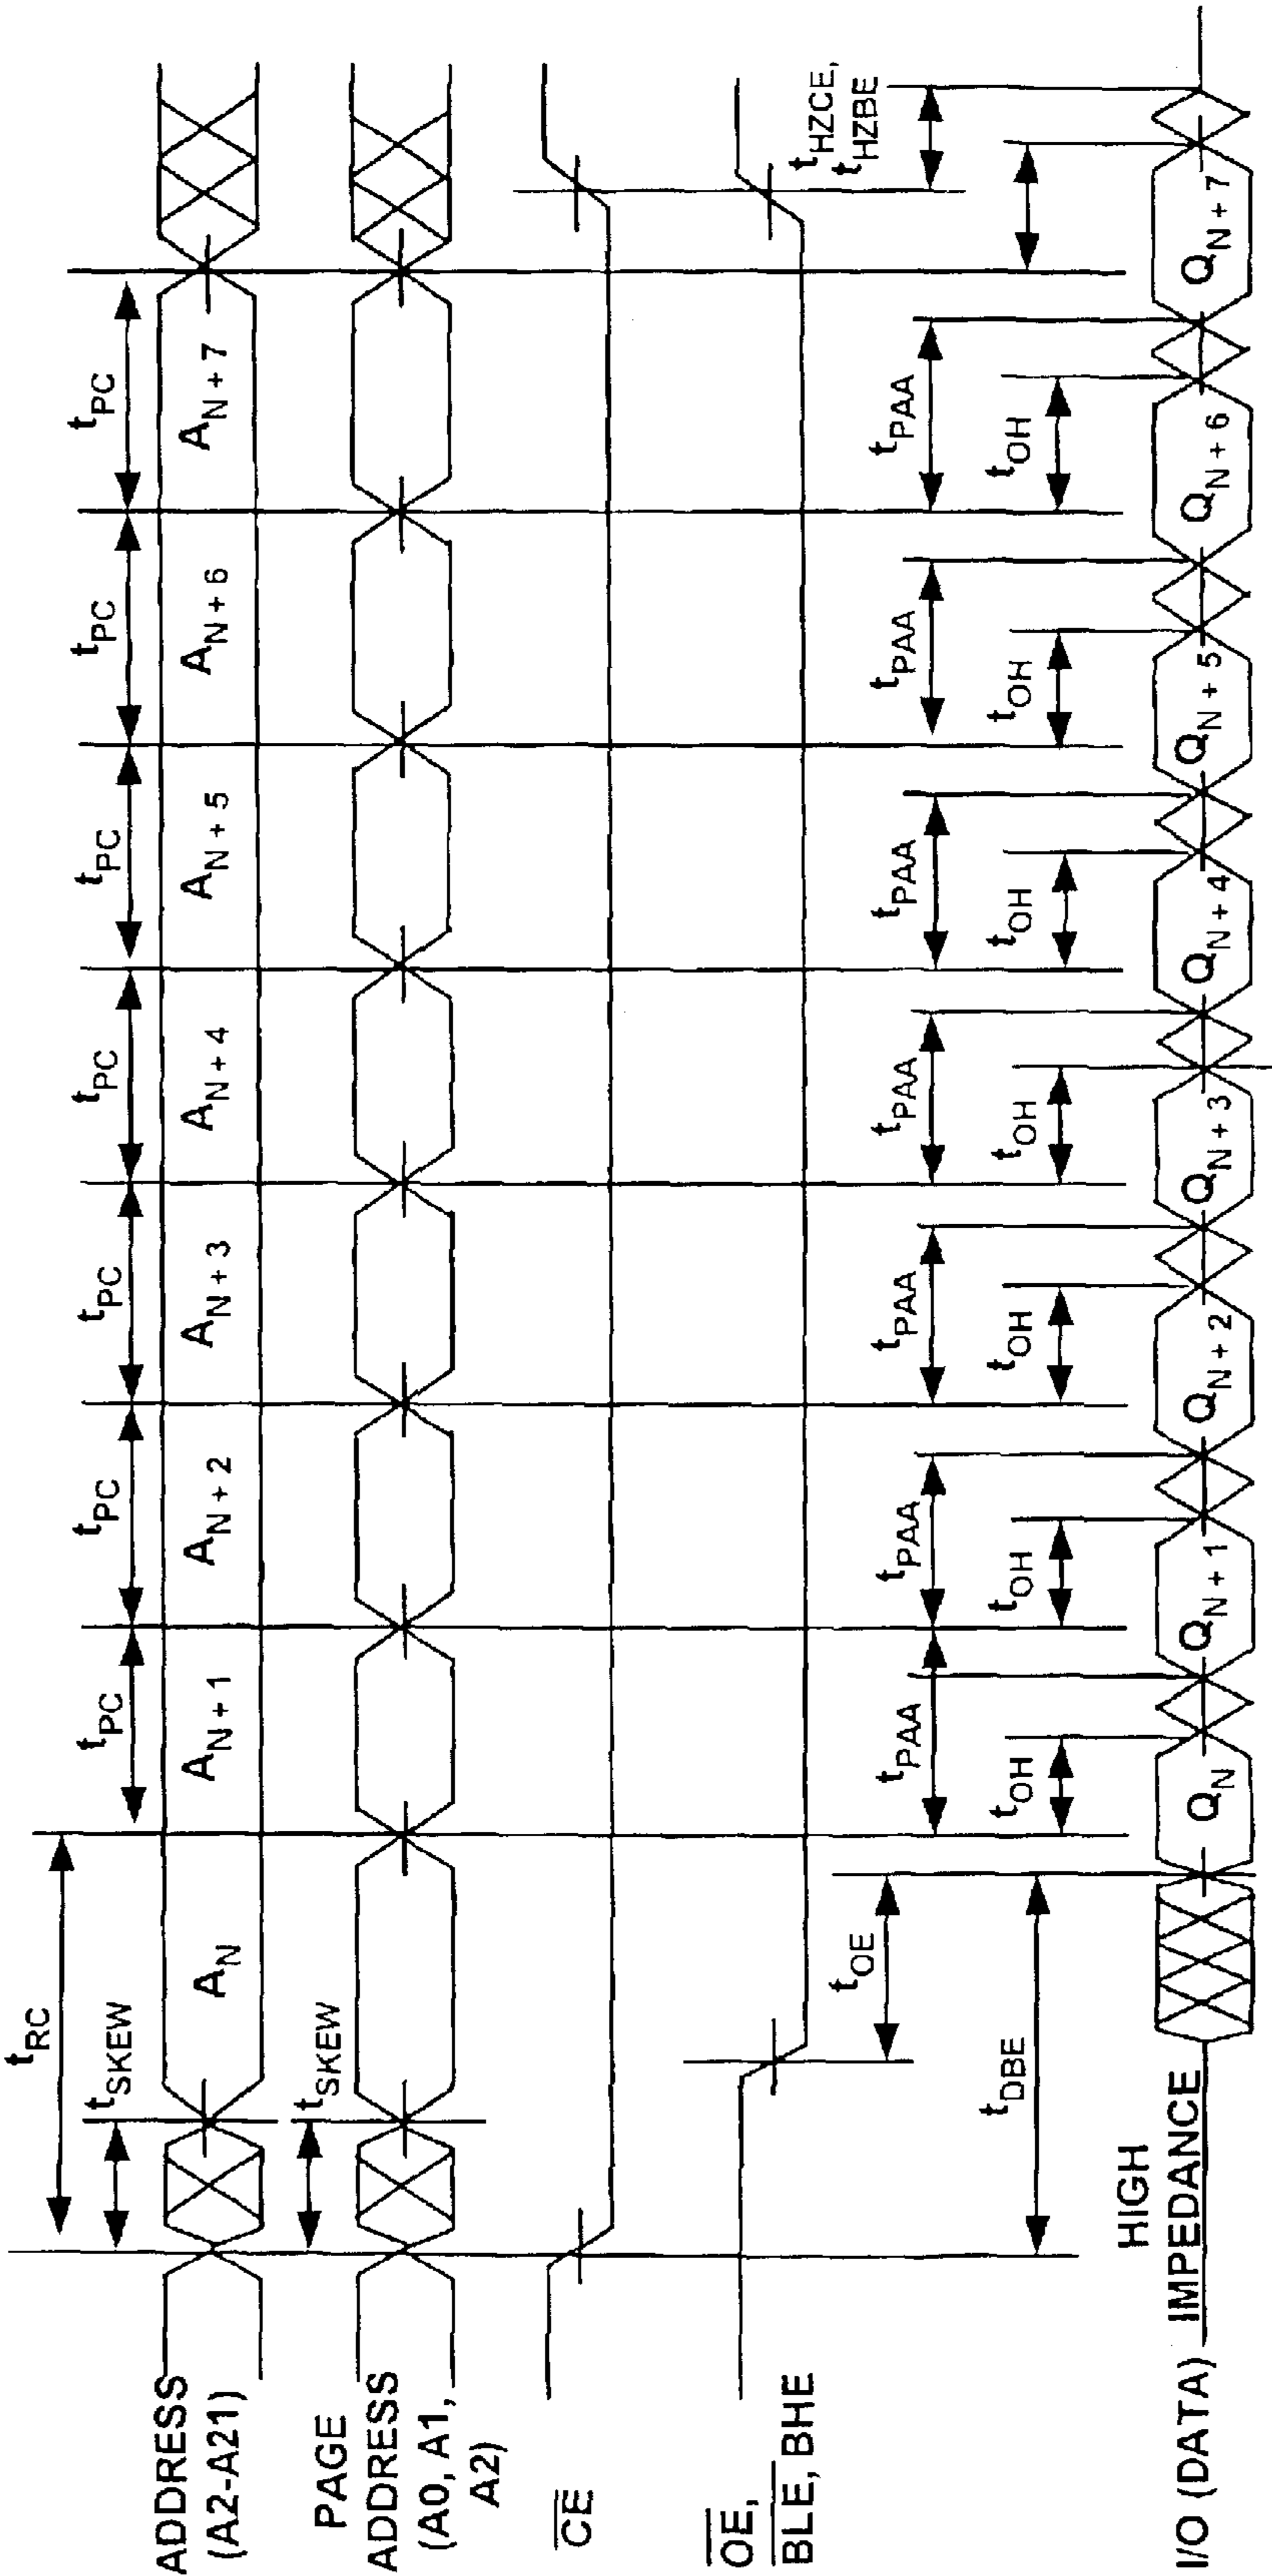 tRC
tPC tPC tPC tPC tPC tPC tPC
tSKEW
ADDRESS
(A2-A21)
AN AN + 1 AN + 2 AN + 3 AN + 4 AN + 5 AN + 6 AN + 7
tSKEW
PAGE
ADDRESS
(A0, A1,
A2)
CE
OE,
BLE, BHE
tHZCE,
tHZBE
tOE
tPAA tPAA tPAA tPAA tPAA tPAA tPAA
tDBE
tOH tOH tOH tOH tOH tOH tOH
HIGH
IMPEDANCE
I/O (DATA)
QN QN + 1 QN + 2 QN + 3 QN + 4 QN + 5 QN + 6 QN + 7